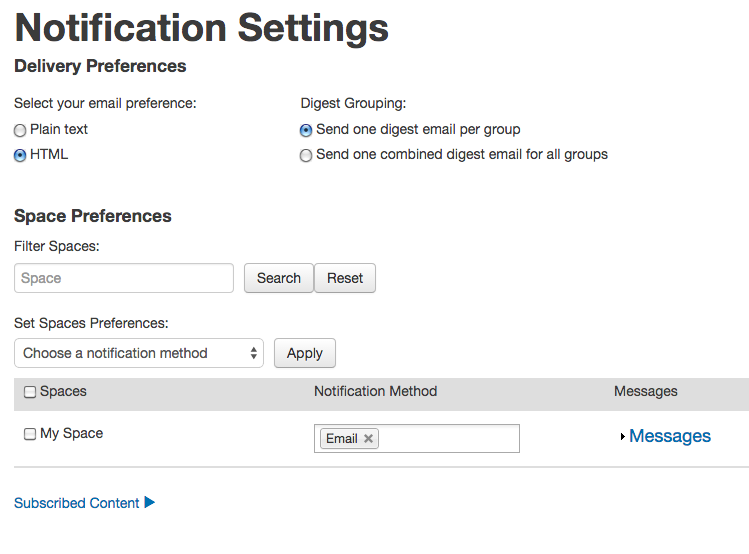 Notification Settings
Delivery Preferences
Select your email preference:
Digest Grouping:
Plain text
Send one digest email per group
HTML
Send one combined digest email for all groups
Space Preferences
Filter Spaces:
Space
Search
Reset
Set Spaces Preferences:
Choose a notification method
Apply
Spaces
Notification Method
Messages
My Space
Email
Messages
Subscribed Content